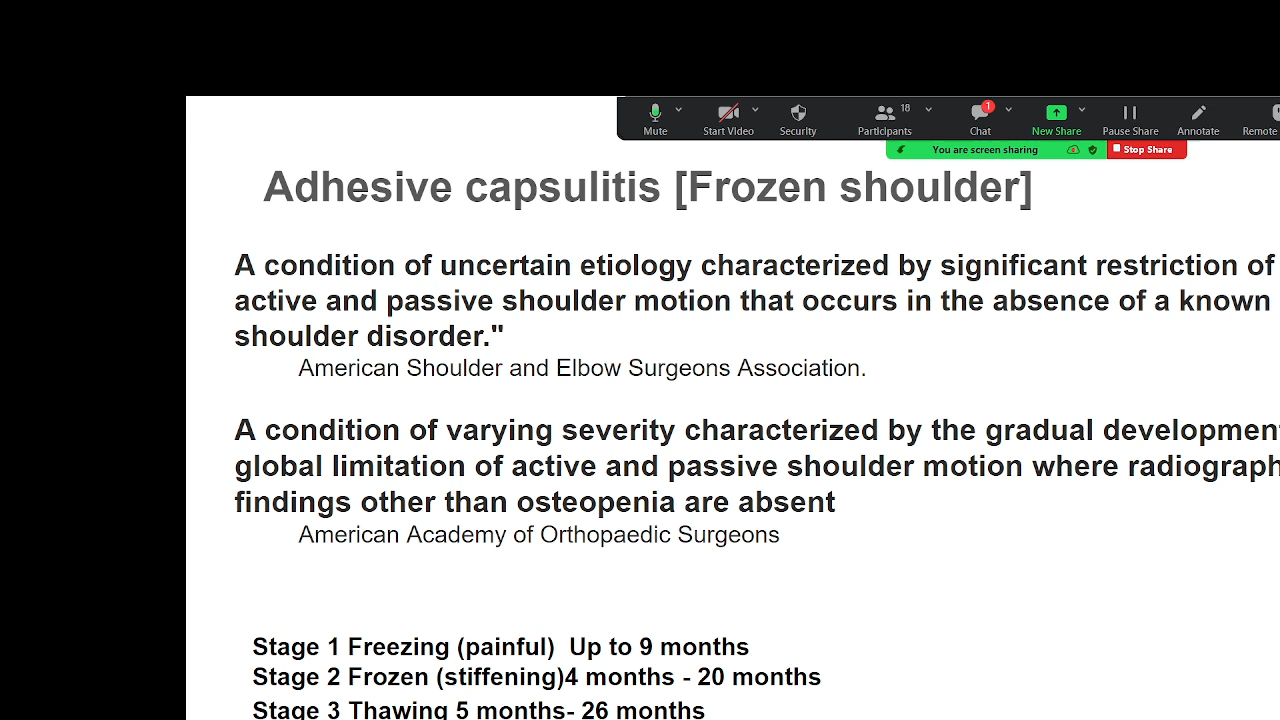 Mute
Start Video
Security
Participants
18
Chat
1
New Share
Pause Share
Annotate
Remote
You are screen sharing
Stop Share
Adhesive capsulitis [Frozen shoulder]
A condition of uncertain etiology characterized by significant restriction of
active and passive shoulder motion that occurs in the absence of a known
shoulder disorder."
American Shoulder and Elbow Surgeons Association.
A condition of varying severity characterized by the gradual developmen
global limitation of active and passive shoulder motion where radiograph
findings other than osteopenia are absent
American Academy of Orthopaedic Surgeons
Stage 1 Freezing (painful)  Up to 9 months
Stage 2 Frozen (stiffening)4 months - 20 months
Stage 3 Thawing 5 months- 26 months